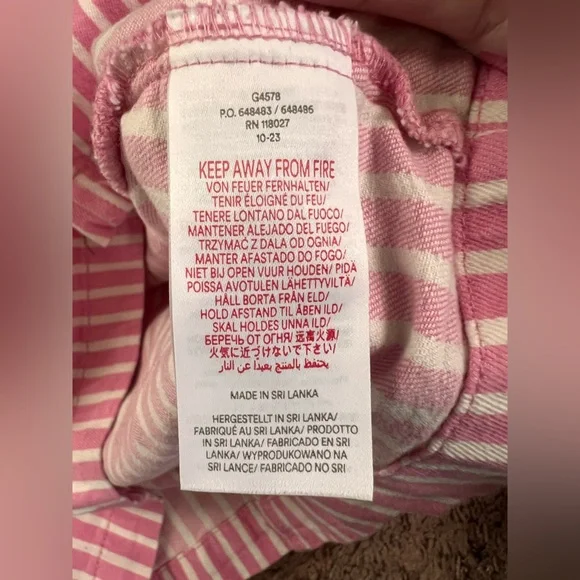 G4578
P.O. 648483 / 648485
RN 118027
10-23
KEEP AWAY FROM FIRE
VON FEUER FERNHALTEN/
TENIR ÉLOIGNÉ DU FEU/
TENERE LONTANO DAL FUOCO/
MANTENER ALEJADO DEL FUEGO/
TRZYMAĆ Z DALA OD OGNIA/
MANTER AFASTADO DO FOGO/
NIET BIJ OPEN VUUR HOUDEN/ PIDÄ
POISSA AVOTULEN LÄHETTYVILTÄ/
HÅLL BORTA FRÅN ELD/
HOLD AFSTAND TIL ÅBEN ILD/
SKAL HOLDES UNNA ILD/
БЕРЕЧЬ ОТ ОГНЯ/ 远离火源/
火気に近づけないで下さい/
يحتفظ بالمنتج بعيدًا عن النار
MADE IN SRI LANKA
HERGESTELLT IN SRI LANKA/
FABRIQUÉ AU SRI LANKA/ PRODOTTO
IN SRI LANKA/ FABRICADO EN SRI
LANKA/ WYPRODUKOWANO NA
SRI LANCE/ FABRICADO NO SRI